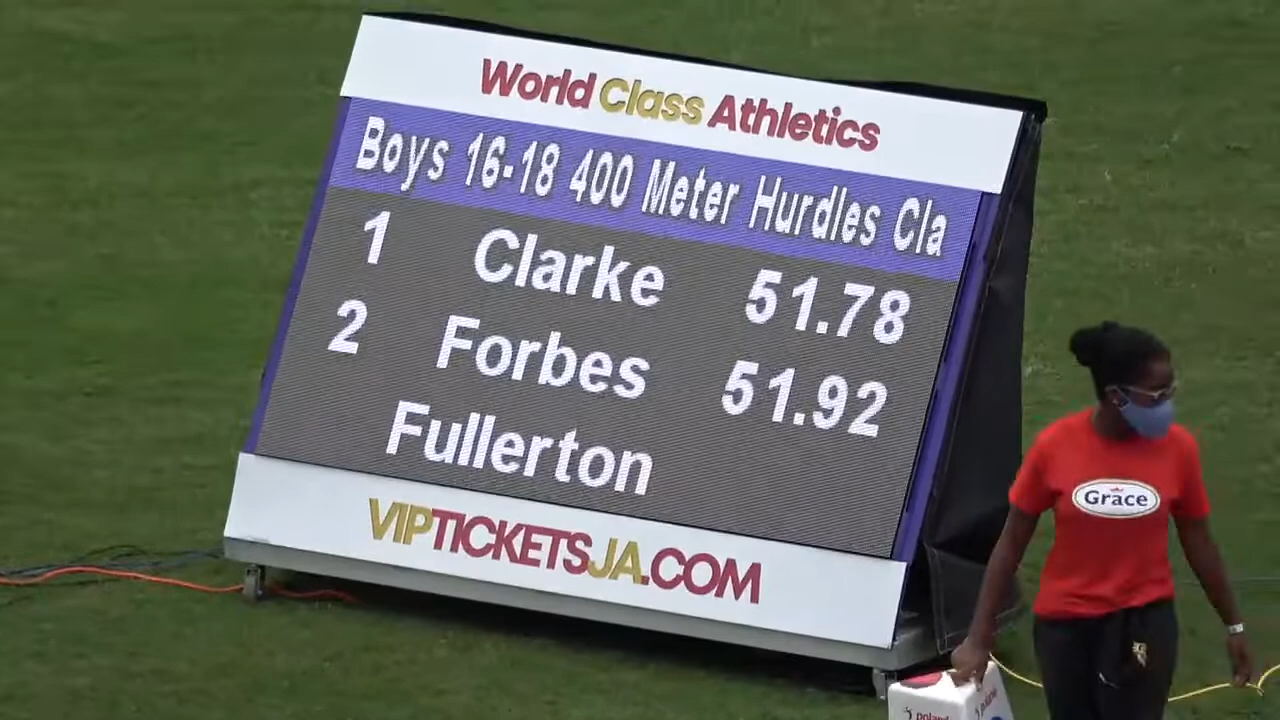 World Class Athletics
Boys 16-18 400 Meter Hurdles Cla
1 Clarke 51.78
2 Forbes 51.92
Fullerton
VIPTICKETSJA.COM
Grace
poland